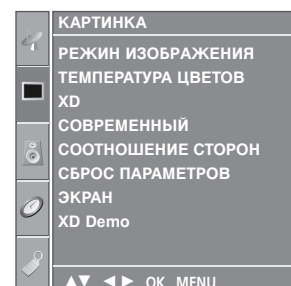 КАРТИНКА
РЕЖИН ИЗОБРАЖЕНИЯ
ТЕМПЕРАТУРА ЦВЕТОВ
XD
СОВРЕМЕННЫЙ
СООТНОШЕНИЕ СТОРОН
СБРОС ПАРАМЕТРОВ
ЭКРАН
XD Demo
▲▼ ◄► OK MENU